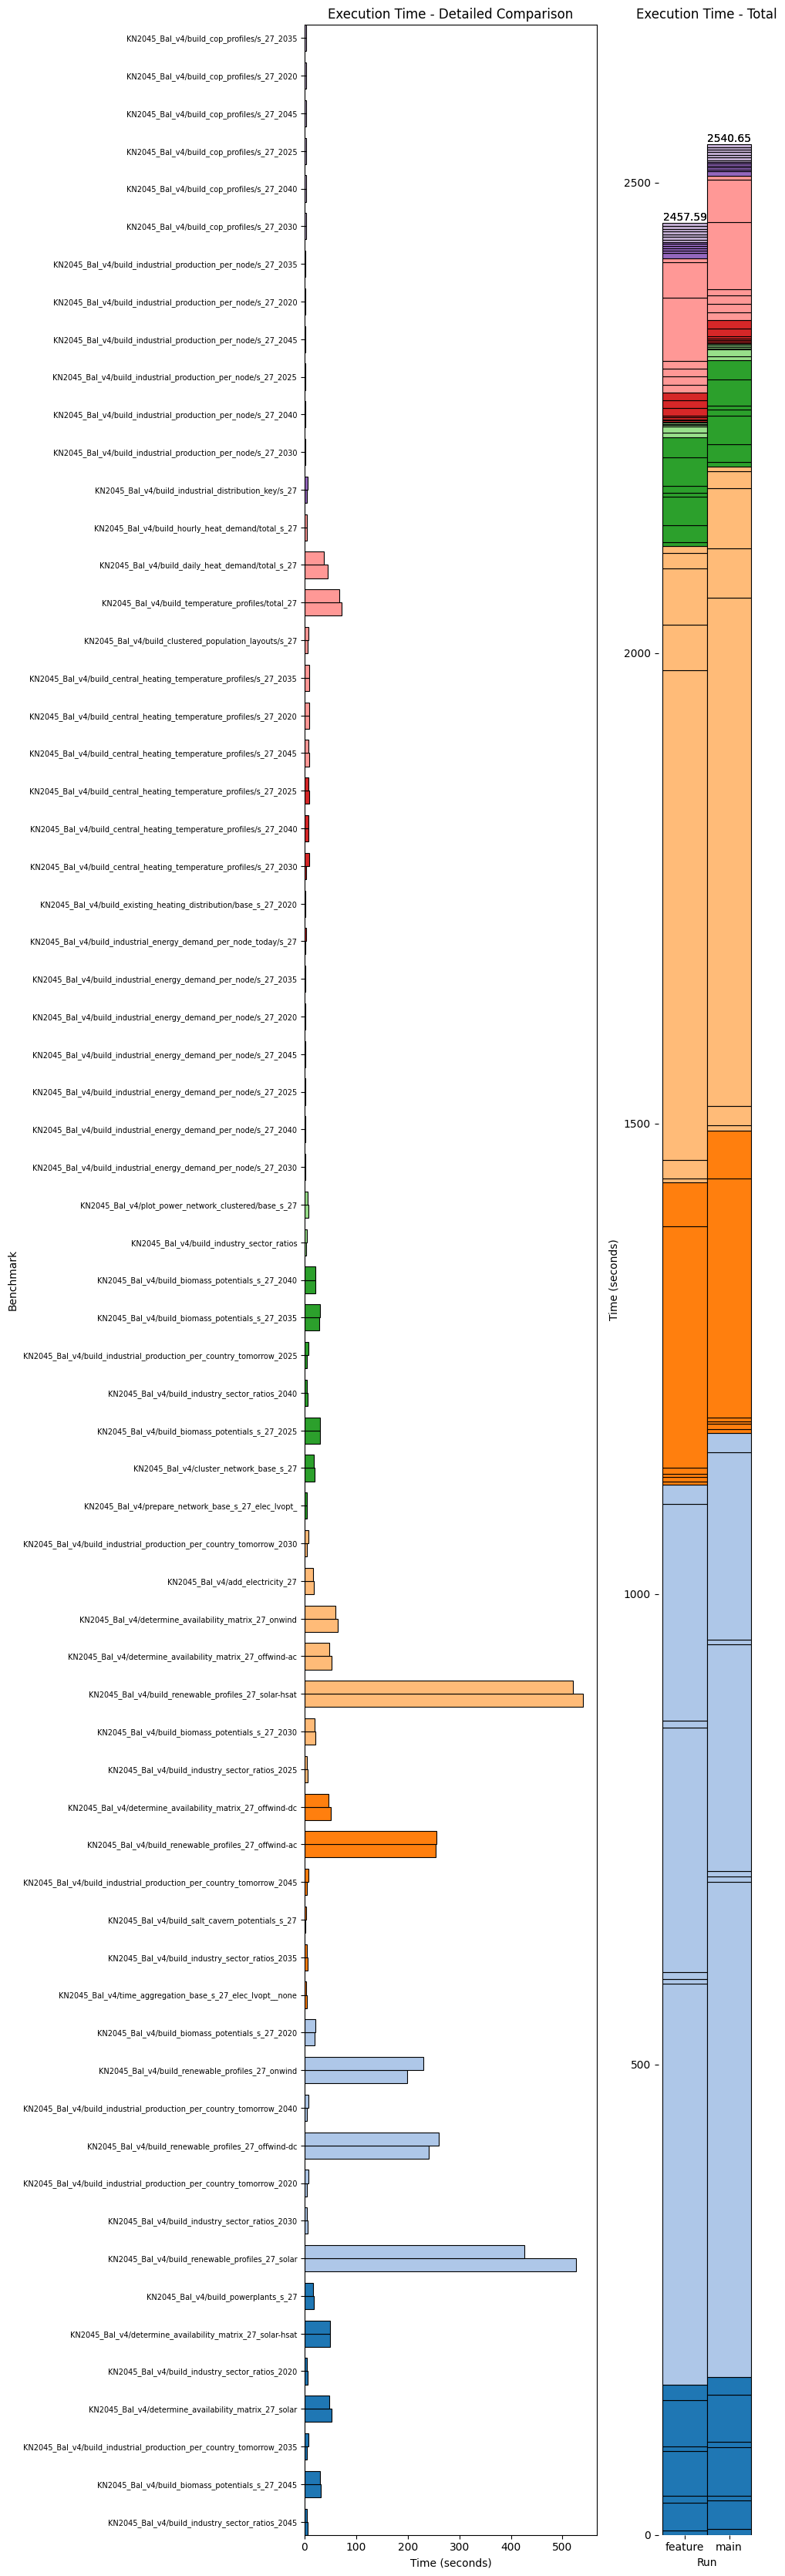 Execution Time - Detailed Comparison
Execution Time - Total
KN2045_Bal_v4/build_cop_profiles/s_27_2035
KN2045_Bal_v4/build_cop_profiles/s_27_2020
KN2045_Bal_v4/build_cop_profiles/s_27_2045
KN2045_Bal_v4/build_cop_profiles/s_27_2025
KN2045_Bal_v4/build_cop_profiles/s_27_2040
KN2045_Bal_v4/build_cop_profiles/s_27_2030
KN2045_Bal_v4/build_industrial_production_per_node/s_27_2035
KN2045_Bal_v4/build_industrial_production_per_node/s_27_2020
KN2045_Bal_v4/build_industrial_production_per_node/s_27_2045
KN2045_Bal_v4/build_industrial_production_per_node/s_27_2025
KN2045_Bal_v4/build_industrial_production_per_node/s_27_2040
KN2045_Bal_v4/build_industrial_production_per_node/s_27_2030
KN2045_Bal_v4/build_industrial_distribution_key/s_27
KN2045_Bal_v4/build_hourly_heat_demand/total_s_27
KN2045_Bal_v4/build_daily_heat_demand/total_s_27
KN2045_Bal_v4/build_temperature_profiles/total_27
KN2045_Bal_v4/build_clustered_population_layouts/s_27
KN2045_Bal_v4/build_central_heating_temperature_profiles/s_27_2035
KN2045_Bal_v4/build_central_heating_temperature_profiles/s_27_2020
KN2045_Bal_v4/build_central_heating_temperature_profiles/s_27_2045
KN2045_Bal_v4/build_central_heating_temperature_profiles/s_27_2025
KN2045_Bal_v4/build_central_heating_temperature_profiles/s_27_2040
KN2045_Bal_v4/build_central_heating_temperature_profiles/s_27_2030
KN2045_Bal_v4/build_existing_heating_distribution/base_s_27_2020
KN2045_Bal_v4/build_industrial_energy_demand_per_node_today/s_27
KN2045_Bal_v4/build_industrial_energy_demand_per_node/s_27_2035
KN2045_Bal_v4/build_industrial_energy_demand_per_node/s_27_2020
KN2045_Bal_v4/build_industrial_energy_demand_per_node/s_27_2045
KN2045_Bal_v4/build_industrial_energy_demand_per_node/s_27_2025
KN2045_Bal_v4/build_industrial_energy_demand_per_node/s_27_2040
KN2045_Bal_v4/build_industrial_energy_demand_per_node/s_27_2030
KN2045_Bal_v4/plot_power_network_clustered/base_s_27
KN2045_Bal_v4/build_industry_sector_ratios
KN2045_Bal_v4/build_biomass_potentials_s_27_2040
KN2045_Bal_v4/build_biomass_potentials_s_27_2035
KN2045_Bal_v4/build_industrial_production_per_country_tomorrow_2025
KN2045_Bal_v4/build_industry_sector_ratios_2040
KN2045_Bal_v4/build_biomass_potentials_s_27_2025
KN2045_Bal_v4/cluster_network_base_s_27
KN2045_Bal_v4/prepare_network_base_s_27_elec_lvopt_
KN2045_Bal_v4/build_industrial_production_per_country_tomorrow_2030
KN2045_Bal_v4/add_electricity_27
KN2045_Bal_v4/determine_availability_matrix_27_onwind
KN2045_Bal_v4/determine_availability_matrix_27_offwind-ac
KN2045_Bal_v4/build_renewable_profiles_27_solar-hsat
KN2045_Bal_v4/build_biomass_potentials_s_27_2030
KN2045_Bal_v4/build_industry_sector_ratios_2025
KN2045_Bal_v4/determine_availability_matrix_27_offwind-dc
KN2045_Bal_v4/build_renewable_profiles_27_offwind-ac
KN2045_Bal_v4/build_industrial_production_per_country_tomorrow_2045
KN2045_Bal_v4/build_salt_cavern_potentials_s_27
KN2045_Bal_v4/build_industry_sector_ratios_2035
KN2045_Bal_v4/time_aggregation_base_s_27_elec_lvopt__none
KN2045_Bal_v4/build_biomass_potentials_s_27_2020
KN2045_Bal_v4/build_renewable_profiles_27_onwind
KN2045_Bal_v4/build_industrial_production_per_country_tomorrow_2040
KN2045_Bal_v4/build_renewable_profiles_27_offwind-dc
KN2045_Bal_v4/build_industrial_production_per_country_tomorrow_2020
KN2045_Bal_v4/build_industry_sector_ratios_2030
KN2045_Bal_v4/build_renewable_profiles_27_solar
KN2045_Bal_v4/build_powerplants_s_27
KN2045_Bal_v4/determine_availability_matrix_27_solar-hsat
KN2045_Bal_v4/build_industry_sector_ratios_2020
KN2045_Bal_v4/determine_availability_matrix_27_solar
KN2045_Bal_v4/build_industrial_production_per_country_tomorrow_2035
KN2045_Bal_v4/build_biomass_potentials_s_27_2045
KN2045_Bal_v4/build_industry_sector_ratios_2045
Benchmark
0 100 200 300 400 500
Time (seconds)
Time (seconds)
2540.65
2457.59
2500
2000
1500
1000
500
0
feature main
Run